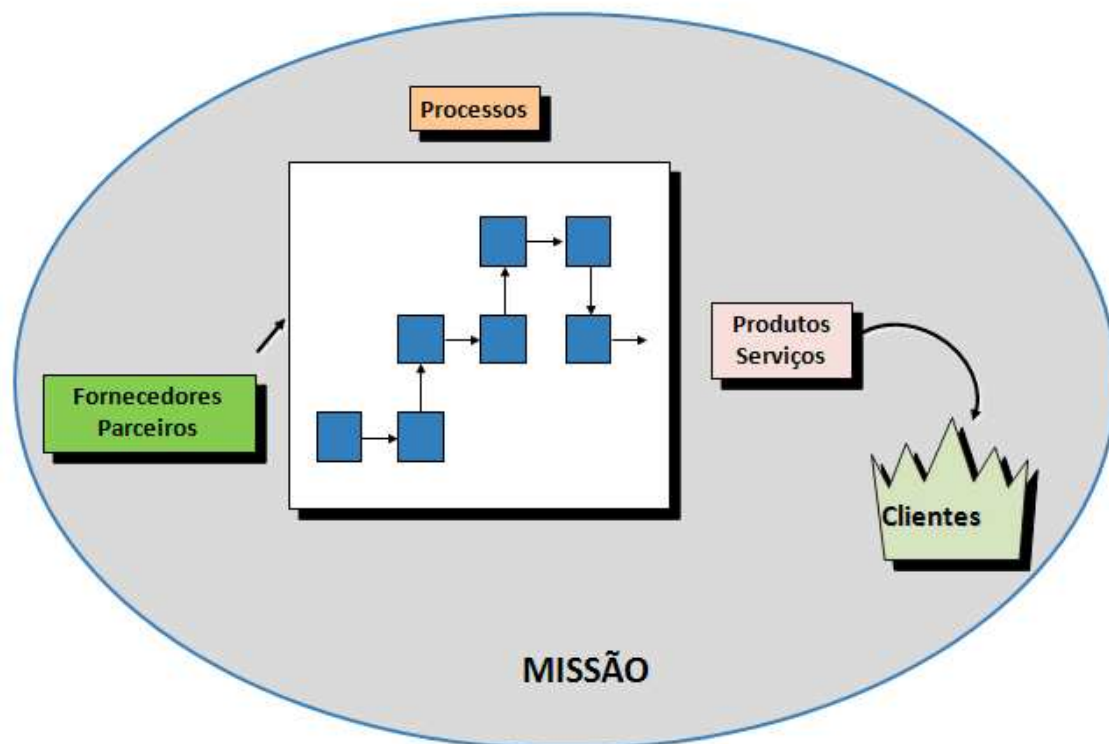 Processos
Fornecedores
Parceiros
Produtos
Serviços
Clientes
MISSÃO